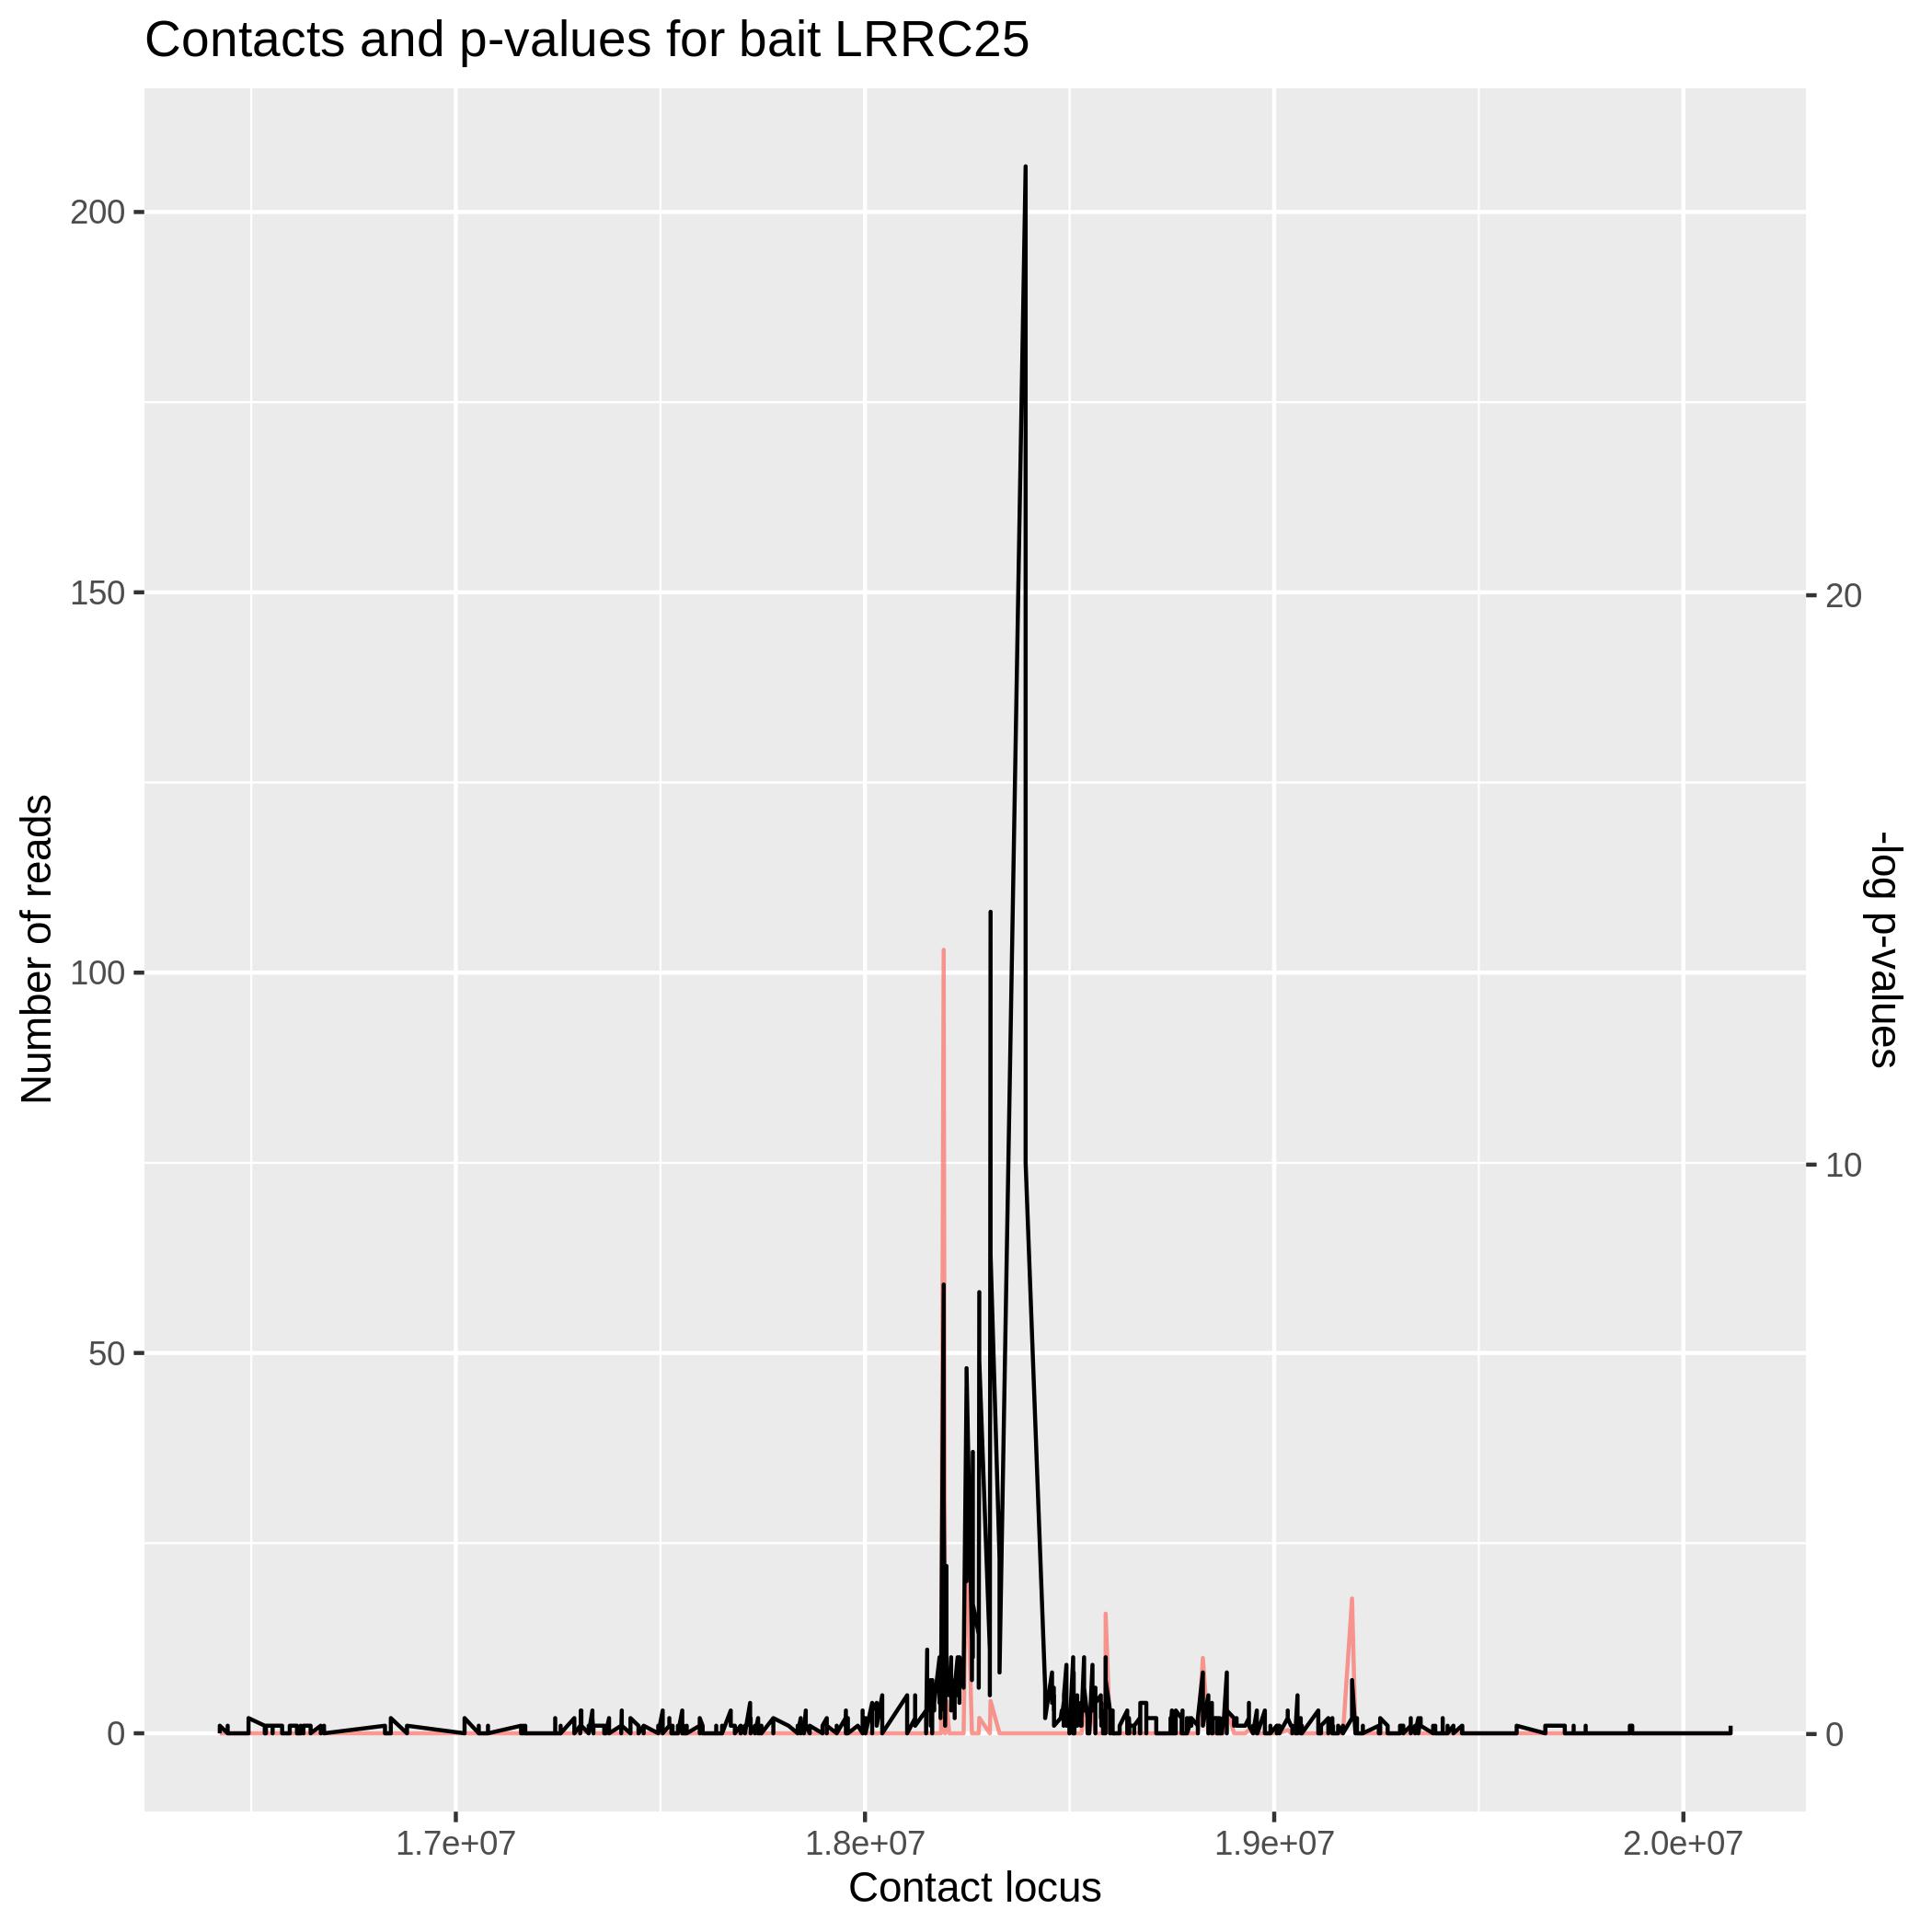 Contacts and p-values for bait LRRC25
200
150
100
50
0
Number of reads
20
10
0
-log p-values
1.7e+07
1.8e+07
1.9e+07
2.0e+07
Contact locus